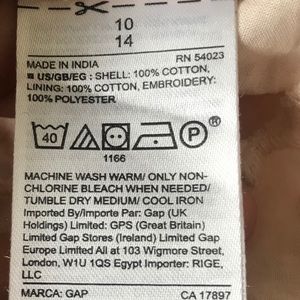 10
14
MADE IN INDIA RN 54023
■ US/GB/EG : SHELL: 100% COTTON,
LINING: 100% COTTON, EMBROIDERY:
100% POLYESTER
40 P®
1166
MACHINE WASH WARM/ ONLY NON-
CHLORINE BLEACH WHEN NEEDED/
TUMBLE DRY MEDIUM/ COOL IRON
Imported By/Importe Par: Gap (UK
Holdings) Limited: GPS (Great Britain)
Limited Gap Stores (Ireland) Limited Gap
Europe Limited All at 103 Wigmore Street,
London, W1U 1QS Egypt Importer: RIGE,
LLC
MARCA: GAP CA 17897